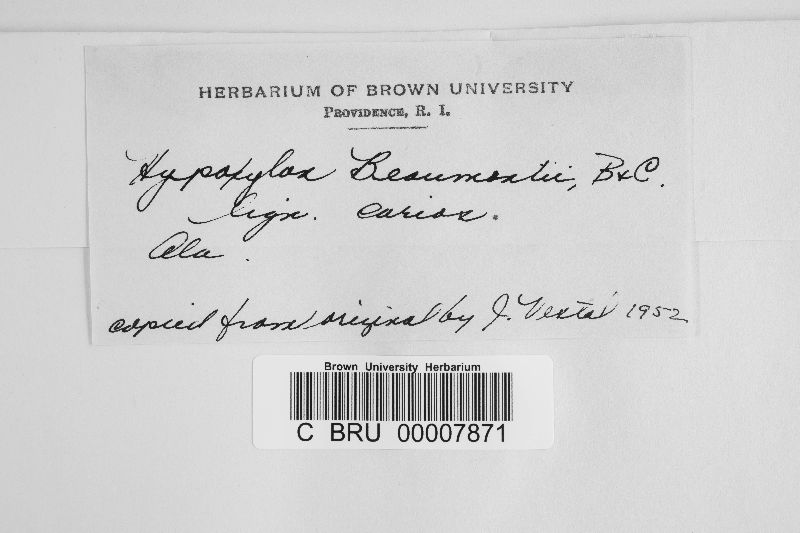 HERBARIUM OF BROWN UNIVERSITY
PROVIDENCE, R. I.
Hypoxylon Beaumontii, B&C.
lign. carios.
Ala.
copied from original by J. Vestal 1952
Brown University Herbarium
C BRU 00007871